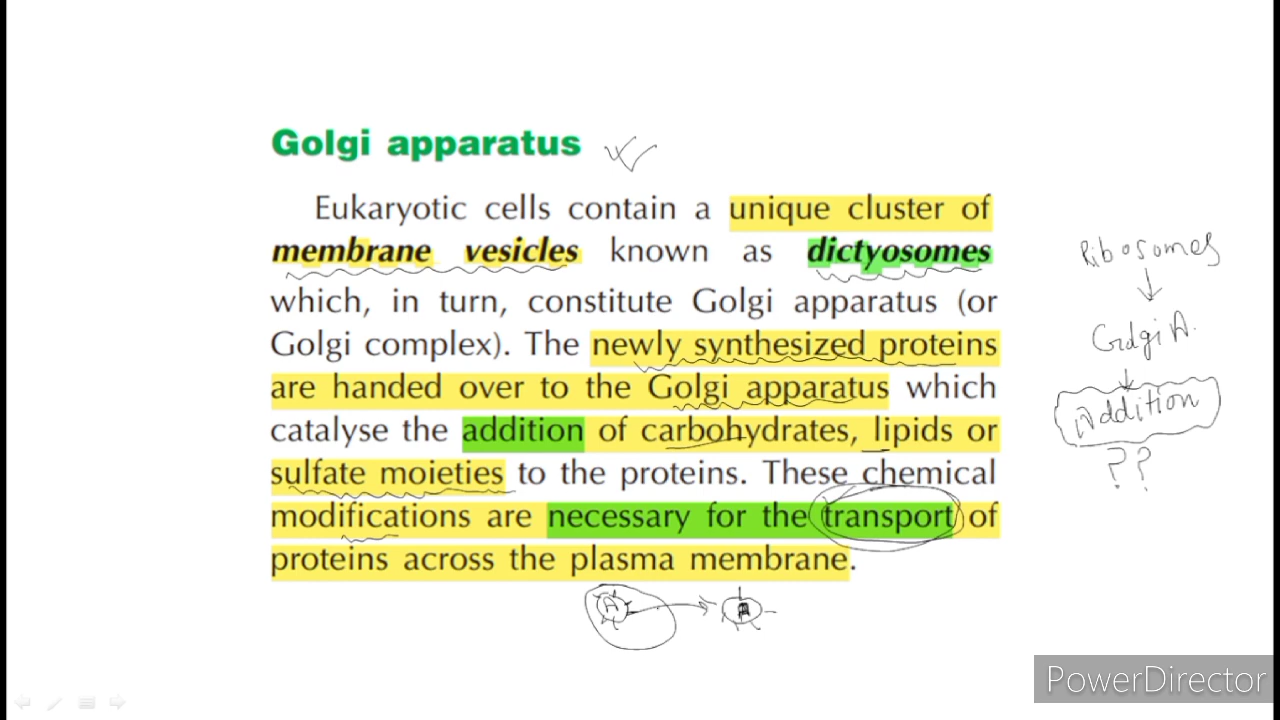 Golgi apparatus
Eukaryotic cells contain a unique cluster of
membrane vesicles known as dictyosomes
which, in turn, constitute Golgi apparatus (or
Golgi complex). The newly synthesized proteins
are handed over to the Golgi apparatus which
catalyse the addition of carbohydrates, lipids or
sulfate moieties to the proteins. These chemical
modifications are necessary for the transport of
proteins across the plasma membrane.
Ribosomes
Golgi A.
Addition
??
A
PowerDirector